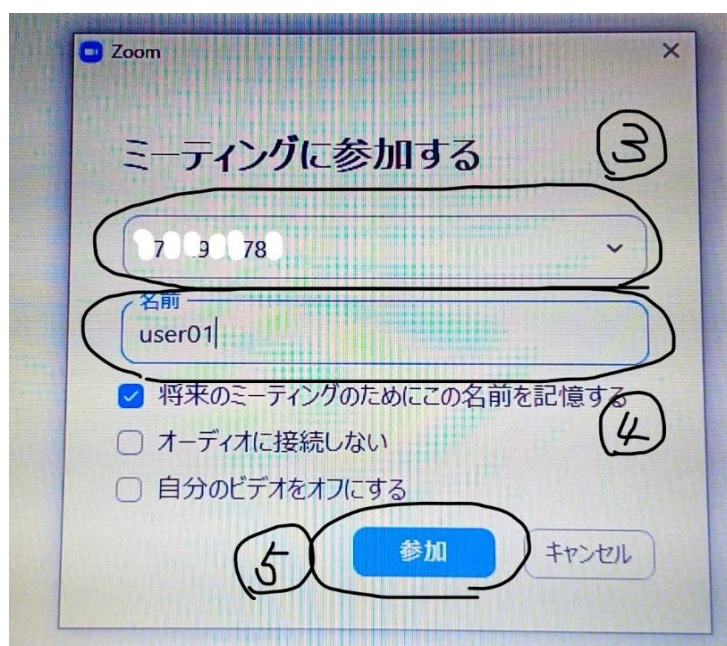 Zoom
ミーティングに参加する
③
7 9 78
名前
user01
将来のミーティングのためにこの名前を記憶する
④
オーディオに接続しない
自分のビデオをオフにする
⑤
参加
キャンセル